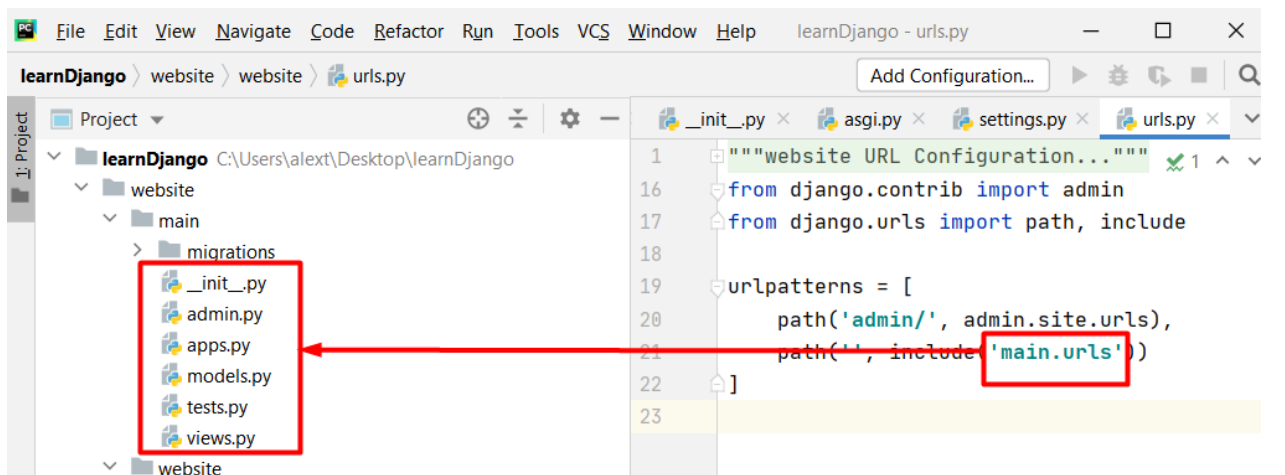 PC File Edit View Navigate Code Refactor Run Tools VCS Window Help learnDjango - urls.py
learnDjango website website urls.py Add Configuration...
1: Project
Project
__init__.py asgi.py settings.py urls.py
learnDjango C:\Users\alext\Desktop\learnDjango
website
main
migrations
__init__.py
admin.py
apps.py
models.py
tests.py
views.py
website
1 """website URL Configuration...""" 1
16 from django.contrib import admin
17 from django.urls import path, include
18
19 urlpatterns = [
20 path('admin/', admin.site.urls),
21 path('', include('main.urls'))
22 ]
23